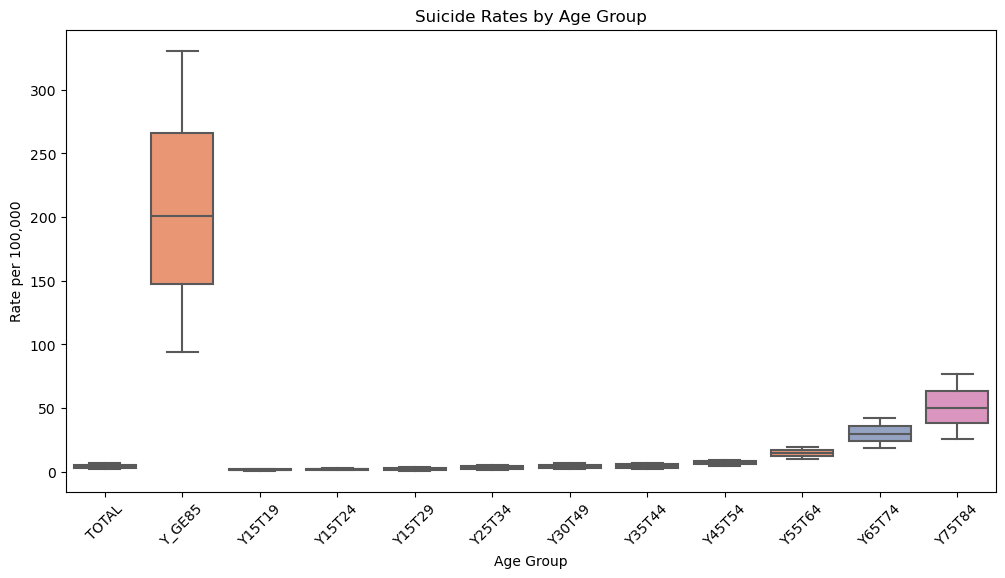 Suicide Rates by Age Group
Rate per 100,000
300
250
200
150
100
50
0
TOTAL
Y_GE85
Y15T19
Y15T24
Y15T29
Y25T34
Y30T49
Y35T44
Y45T54
Y55T64
Y65T74
Y75T84
Age Group